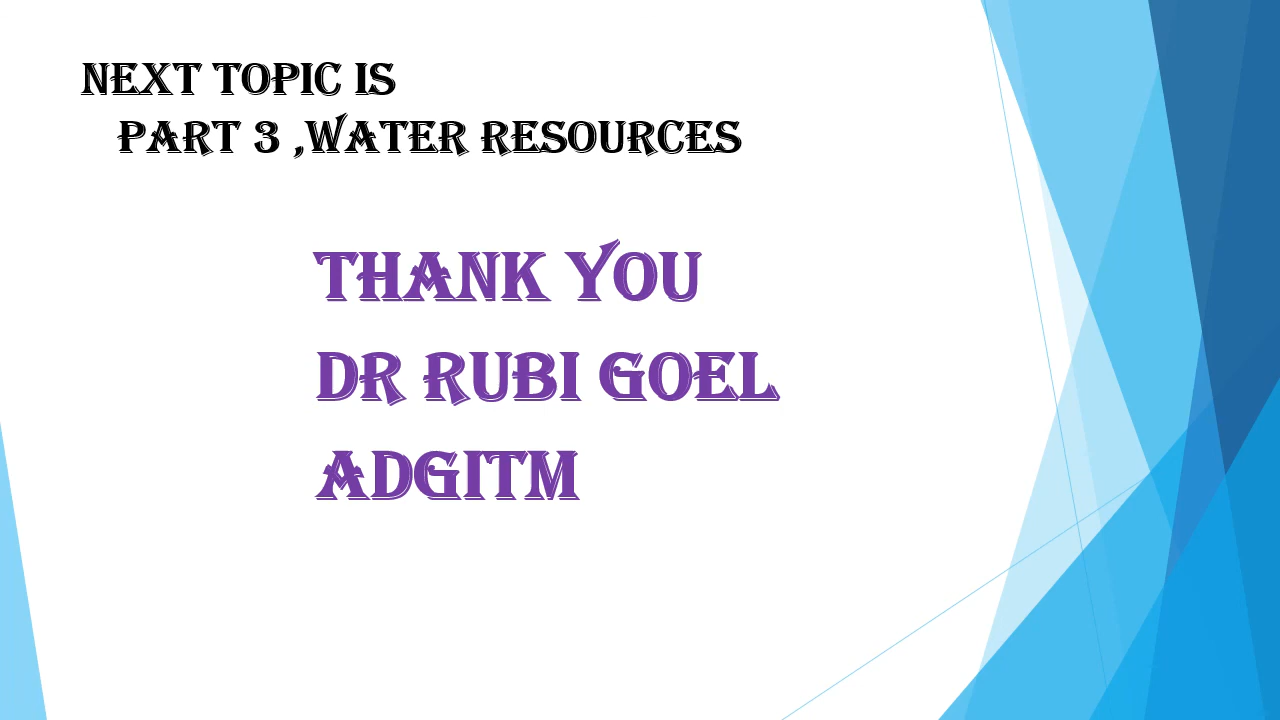 NEXT TOPIC IS
PART 3 ,WATER RESOURCES
THANK YOU
DR RUBI GOEL
ADGITM